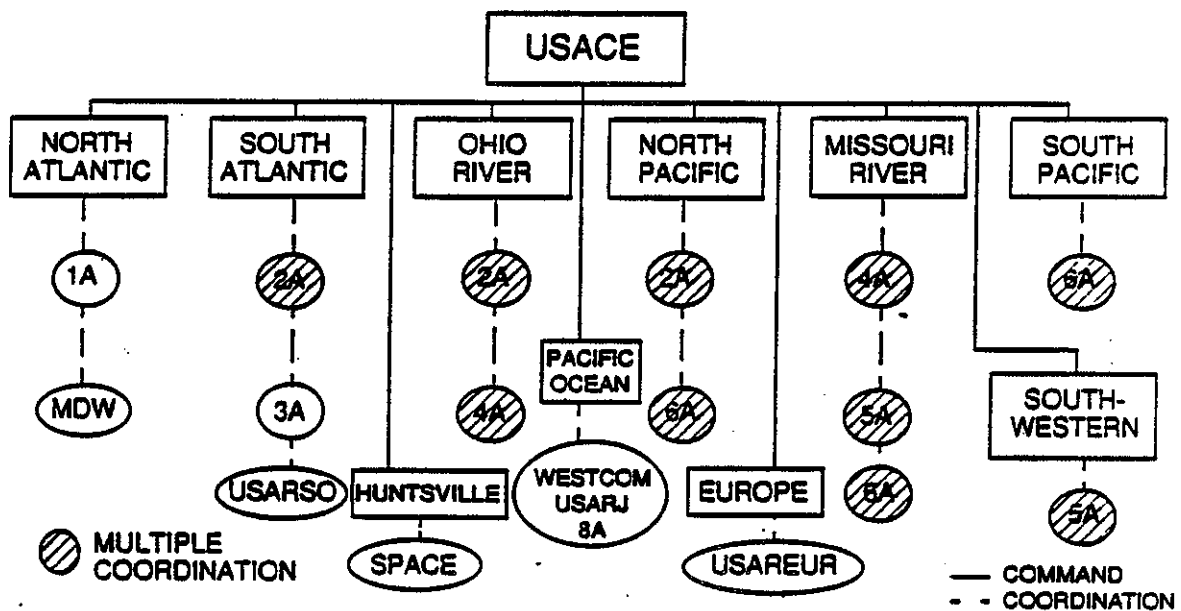 USACE
NORTH
ATLANTIC
SOUTH
ATLANTIC
OHIO
RIVER
NORTH
PACIFIC
MISSOURI
RIVER
SOUTH
PACIFIC
1A
2A
2A
2A
4A
6A
PACIFIC
OCEAN
MDW
3A
4A
6A
5A
SOUTH-
WESTERN
USARSO
HUNTSVILLE
WESTCOM
USARJ
8A
EUROPE
5A
MULTIPLE
COORDINATION
SPACE
USAREUR
COMMAND
COORDINATION